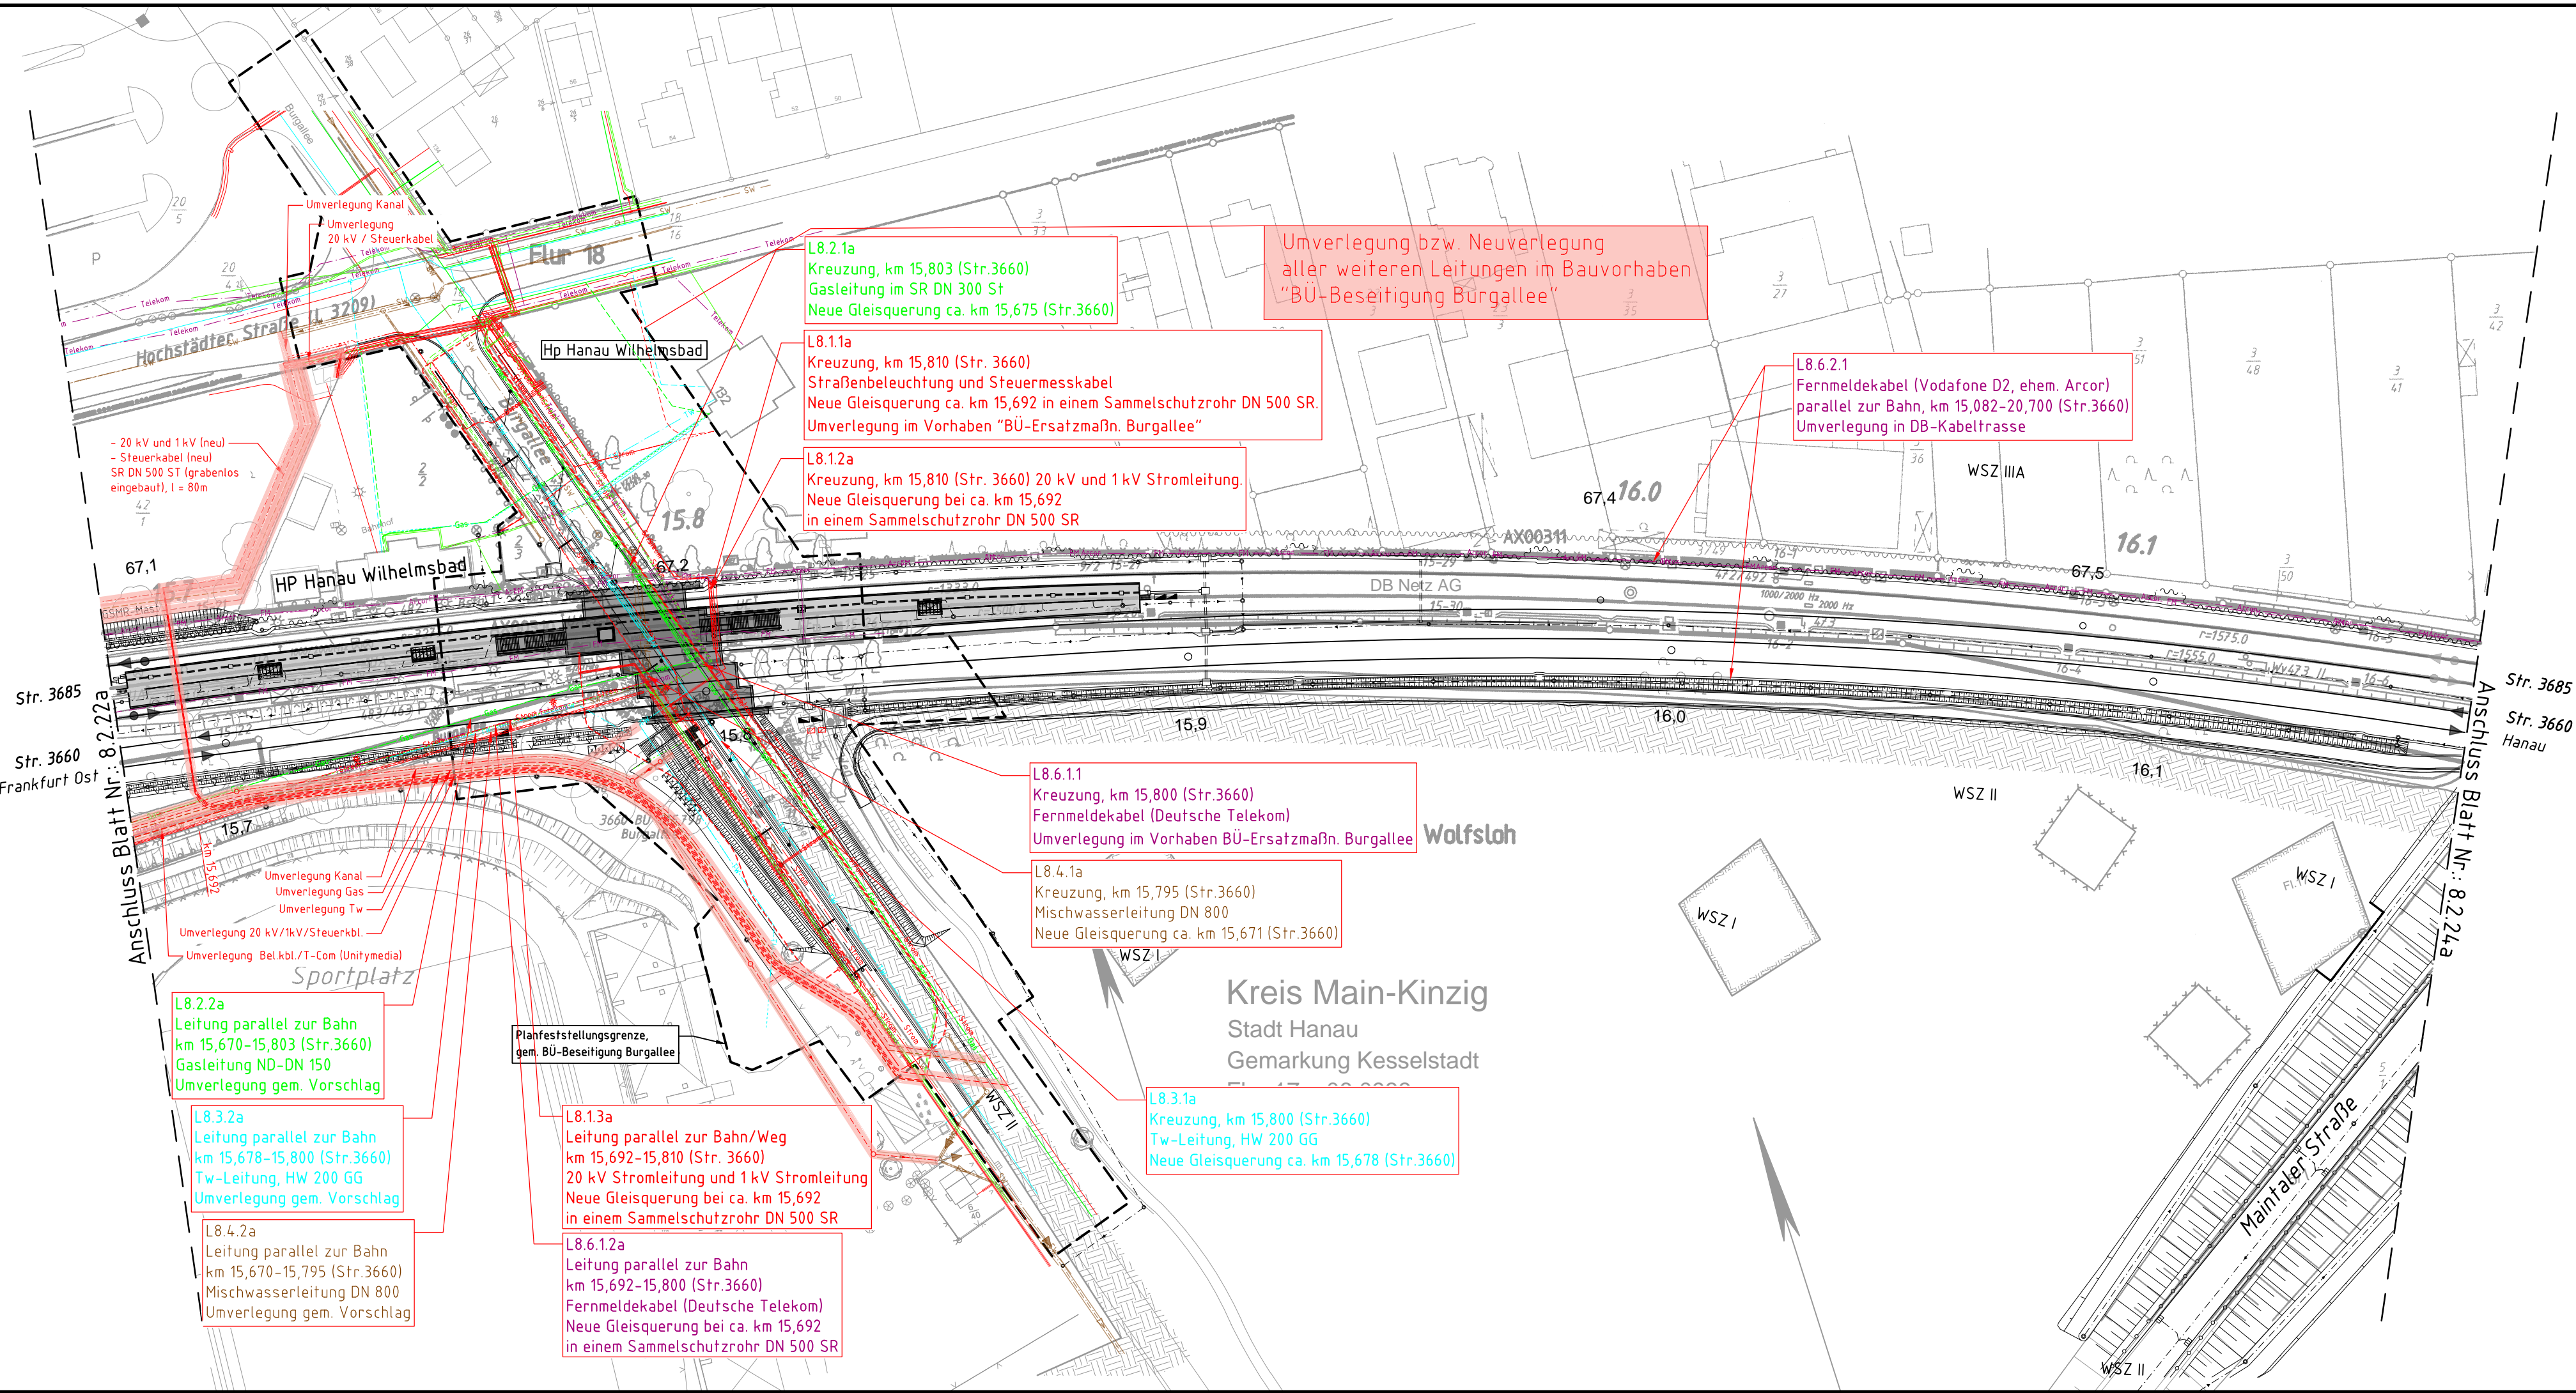 Burgallee
Umverlegung Kanal
Umverlegung
20 kV / Steuerkabel
Flur 18
Hochstädter Straße (L 3209)
Hp Hanau Wilhelmsbad
Burgallee
L8.2.1a
Kreuzung, km 15,803 (Str.3660)
Gasleitung im SR DN 300 St
Neue Gleisquerung ca. km 15,675 (Str.3660)
Umverlegung bzw. Neuverlegung
aller weiteren Leitungen im Bauvorhaben
"BÜ-Beseitigung Burgallee"
L8.1.1a
Kreuzung, km 15,810 (Str. 3660)
Straßenbeleuchtung und Steuermesskabel
Neue Gleisquerung ca. km 15,692 in einem Sammelschutzrohr DN 500 SR.
Umverlegung im Vorhaben "BÜ-Ersatzmaßn. Burgallee"
L8.1.2a
Kreuzung, km 15,810 (Str. 3660) 20 kV und 1 kV Stromleitung.
Neue Gleisquerung bei ca. km 15,692
in einem Sammelschutzrohr DN 500 SR
L8.6.2.1
Fernmeldekabel (Vodafone D2, ehem. Arcor)
parallel zur Bahn, km 15,082-20,700 (Str.3660)
Umverlegung in DB-Kabeltrasse
- 20 kV und 1 kV (neu)
- Steuerkabel (neu)
SR DN 500 ST (grabenlos
eingebaut), l = 80m
Bahnhof
HP Hanau Wilhelmsbad
GSMR-Mast
67,1
67,2
15.8
67,4
16.0
WSZ IIIA
AX00311
16.1
67,5
DB Netz AG
1000/2000 Hz
2000 Hz
r=1575.0
r=1555.0
Str. 3685
Str. 3660
Frankfurt Ost
Anschluss Blatt Nr.: 8.2.22a
Str. 3685
Str. 3660
Hanau
Anschluss Blatt Nr.: 8.2.24a
15,7
15,8
15,9
16,0
16,1
km 15,692
Umverlegung Kanal
Umverlegung Gas
Umverlegung Tw
Umverlegung 20 kV/1kV/Steuerkbl.
Umverlegung Bel.kbl./T-Com (Unitymedia)
Sportplatz
L8.6.1.1
Kreuzung, km 15,800 (Str.3660)
Fernmeldekabel (Deutsche Telekom)
Umverlegung im Vorhaben BÜ-Ersatzmaßn. Burgallee
Wolfsloh
L8.4.1a
Kreuzung, km 15,795 (Str.3660)
Mischwasserleitung DN 800
Neue Gleisquerung ca. km 15,671 (Str.3660)
WSZ II
WSZ I
WSZ I
WSZ I
Kreis Main-Kinzig
Stadt Hanau
Gemarkung Kesselstadt
L8.3.1a
Kreuzung, km 15,800 (Str.3660)
Tw-Leitung, HW 200 GG
Neue Gleisquerung ca. km 15,678 (Str.3660)
Planfeststellungsgrenze,
gem. BÜ-Beseitigung Burgallee
L8.2.2a
Leitung parallel zur Bahn
km 15,670-15,803 (Str.3660)
Gasleitung ND-DN 150
Umverlegung gem. Vorschlag
L8.3.2a
Leitung parallel zur Bahn
km 15,678-15,800 (Str.3660)
Tw-Leitung, HW 200 GG
Umverlegung gem. Vorschlag
L8.4.2a
Leitung parallel zur Bahn
km 15,670-15,795 (Str.3660)
Mischwasserleitung DN 800
Umverlegung gem. Vorschlag
L8.1.3a
Leitung parallel zur Bahn/Weg
km 15,692-15,810 (Str. 3660)
20 kV Stromleitung und 1 kV Stromleitung
Neue Gleisquerung bei ca. km 15,692
in einem Sammelschutzrohr DN 500 SR
L8.6.1.2a
Leitung parallel zur Bahn
km 15,692-15,800 (Str.3660)
Fernmeldekabel (Deutsche Telekom)
Neue Gleisquerung bei ca. km 15,692
in einem Sammelschutzrohr DN 500 SR
WSZ II
Maintaler Straße
WSZ II